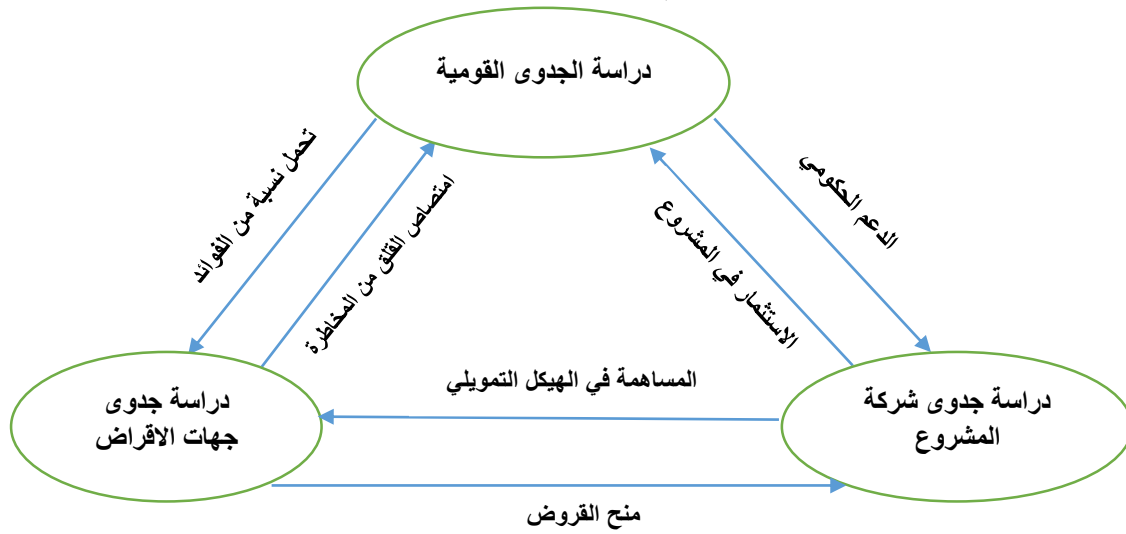 دراسة الجدوى القومية
تحمل نسبة من الفوائد
امتصاص القلق من المخاطرة
الاستثمار في المشروع
الدعم الحكومي
المساهمة في الهيكل التمويلي
دراسة جدوى شركة
المشروع
دراسة جدوى
جهات الاقراض
منح القروض